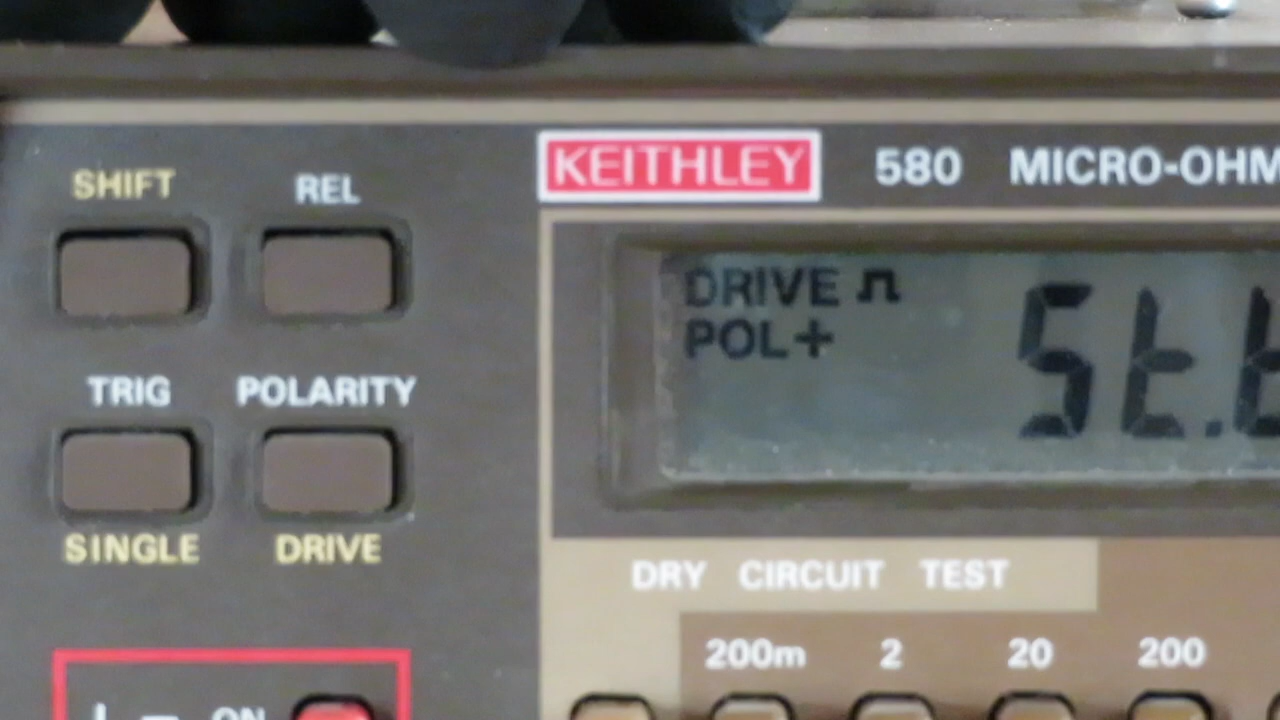 KEITHLEY 580 MICRO-OHM
SHIFT REL
DRIVE
POL+
TRIG POLARITY
SINGLE DRIVE
DRY CIRCUIT TEST
200m 2 20 200
ON